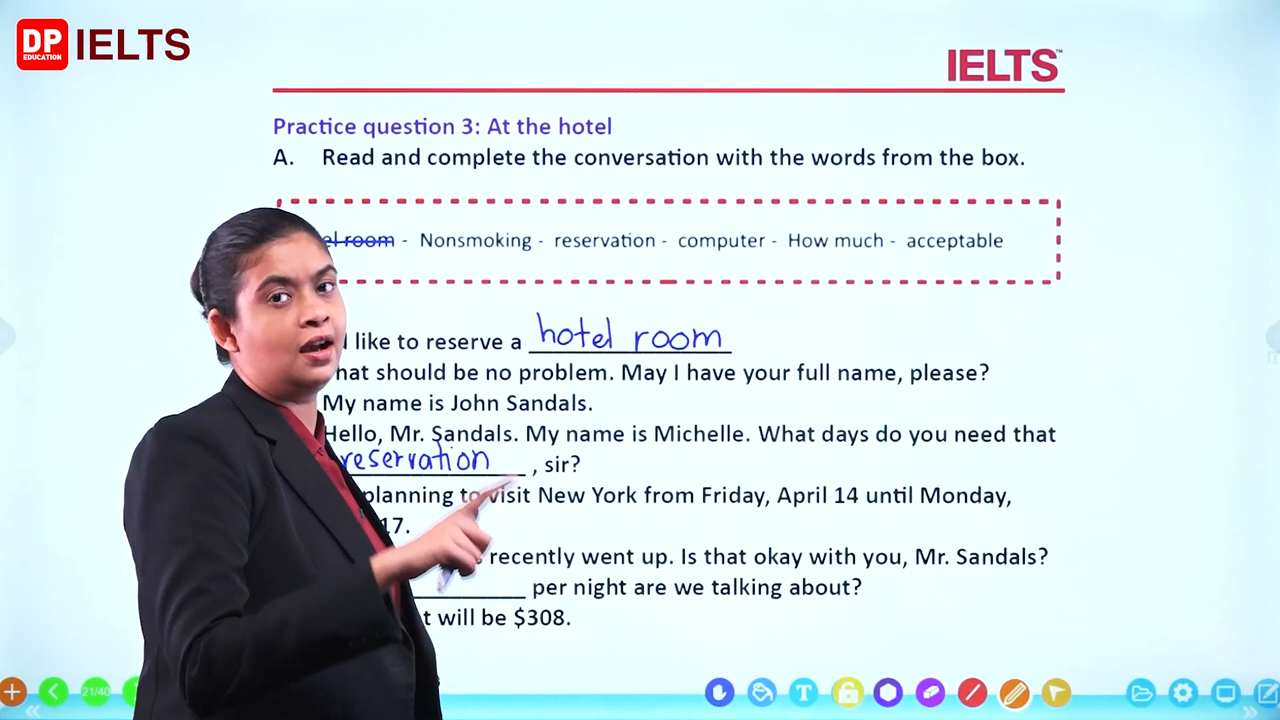 DP
EDUCATION
IELTS
IELTS™
Practice question 3: At the hotel
A. Read and complete the conversation with the words from the box.
room - Nonsmoking - reservation - computer - How much - acceptable
like to reserve a hotel room
should be no problem. May I have your full name, please?
My name is John Sandals.
Hello, Mr. Sandals. My name is Michelle. What days do you need that
reservation, sir?
planning to visit New York from Friday, April 14 until Monday,
17.
recently went up. Is that okay with you, Mr. Sandals?
per night are we talking about?
will be $308.
21/40
T